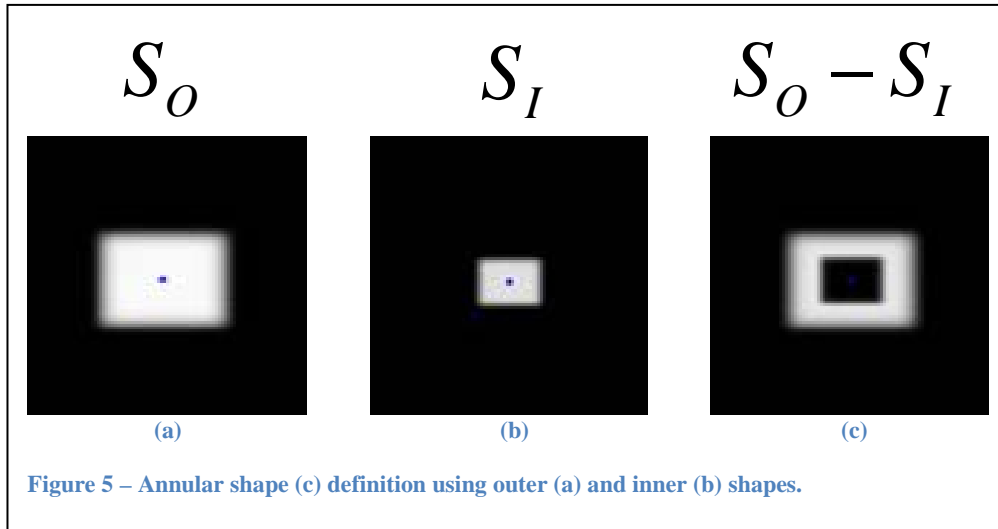 S_O S_I S_O − S_I
(a) (b) (c)
Figure 5 – Annular shape (c) definition using outer (a) and inner (b) shapes.